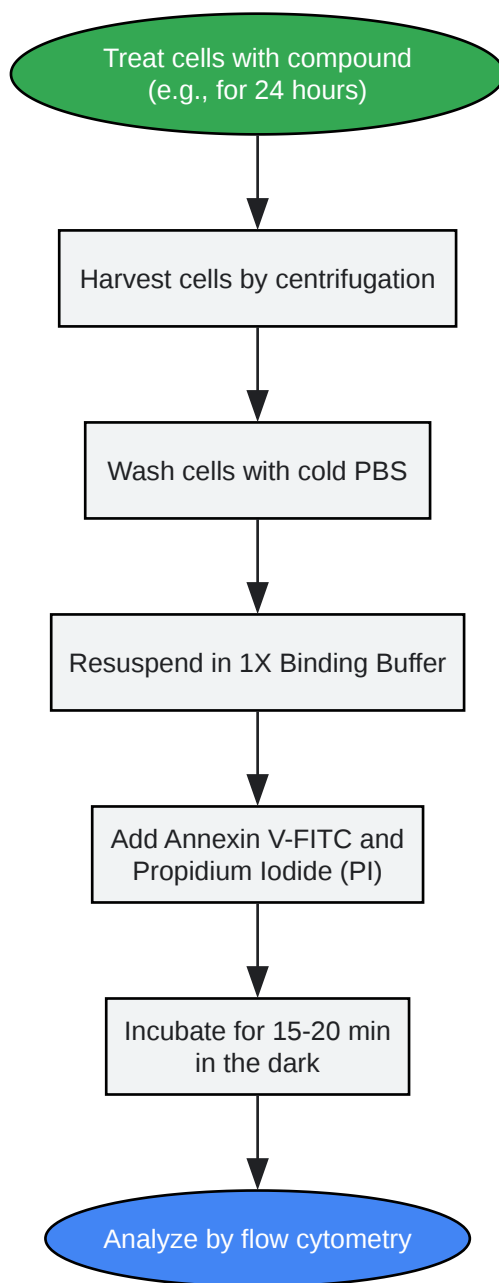 Treat cells with compound
(e.g., for 24 hours)
Harvest cells by centrifugation
Wash cells with cold PBS
Resuspend in 1X Binding Buffer
Add Annexin V-FITC and
Propidium Iodide (PI)
Incubate for 15-20 min
in the dark
Analyze by flow cytometry